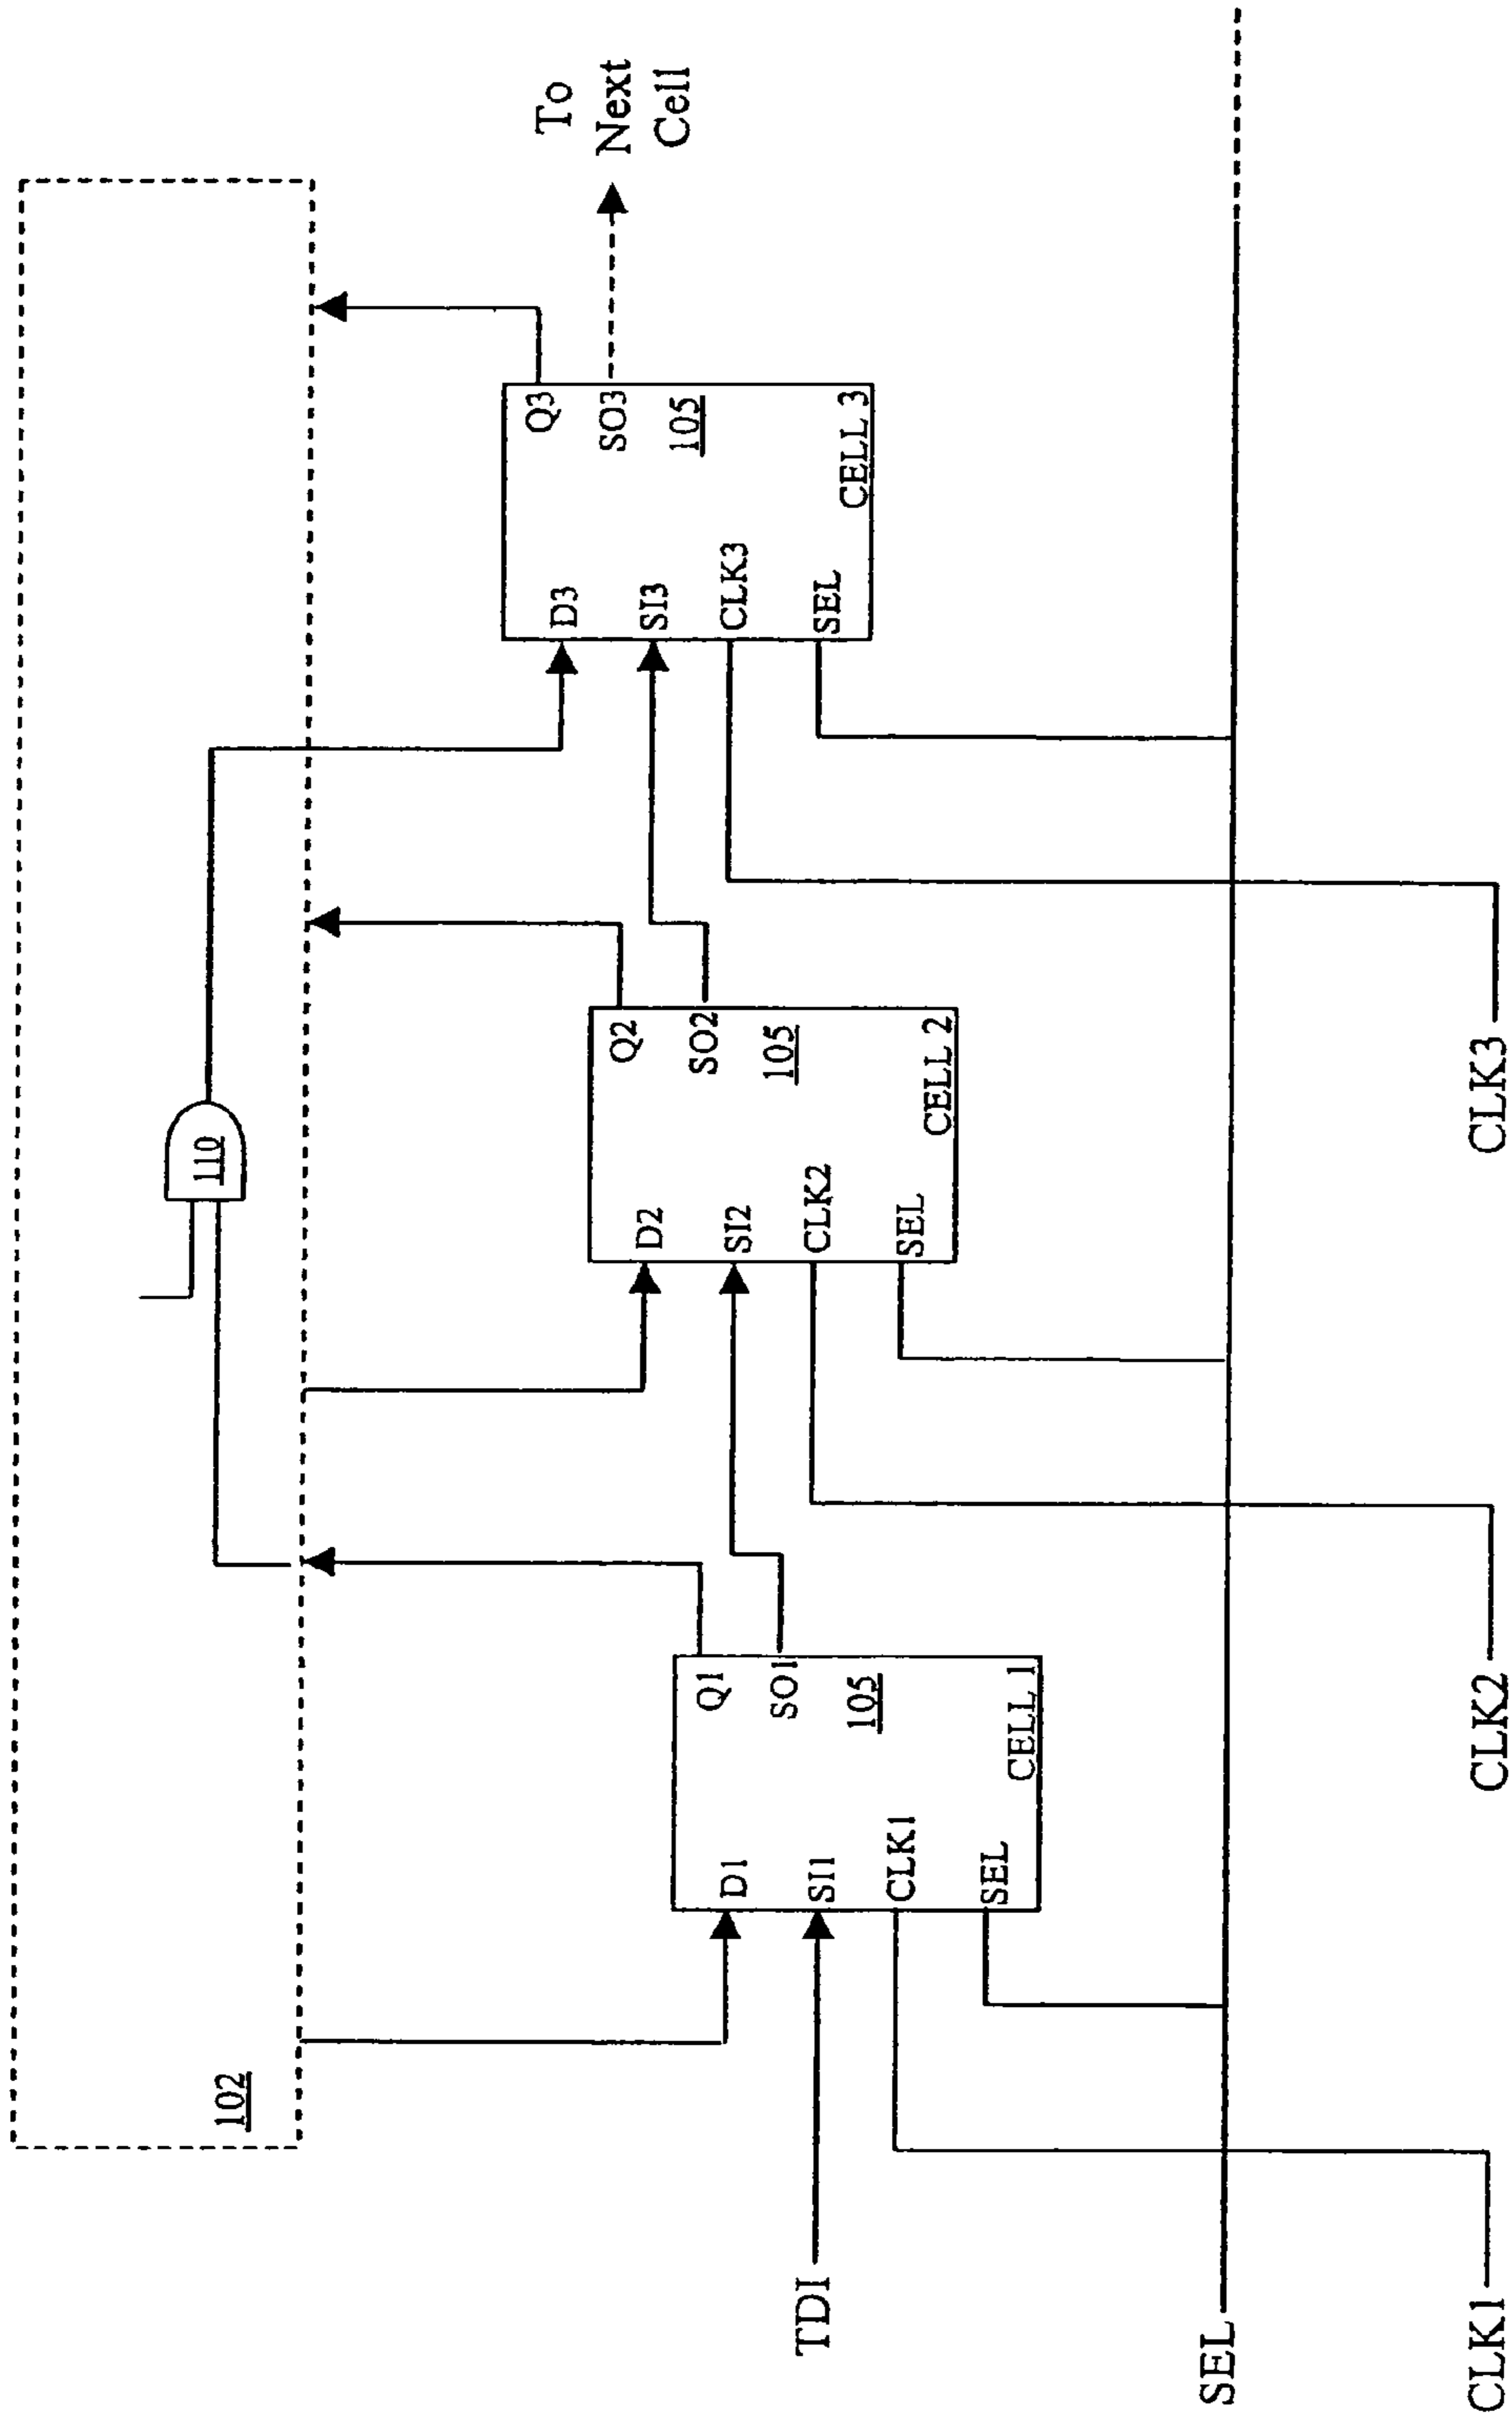 102
110
To
Next
Cell
D1
SI1
CLK1
SEL
Q1
SO1
105
CELL 1
D2
SI2
CLK2
SEL
Q2
SO2
105
CELL 2
D3
SI3
CLK3
SEL
Q3
SO3
105
CELL 3
TDI
SEL
CLK1
CLK2
CLK3